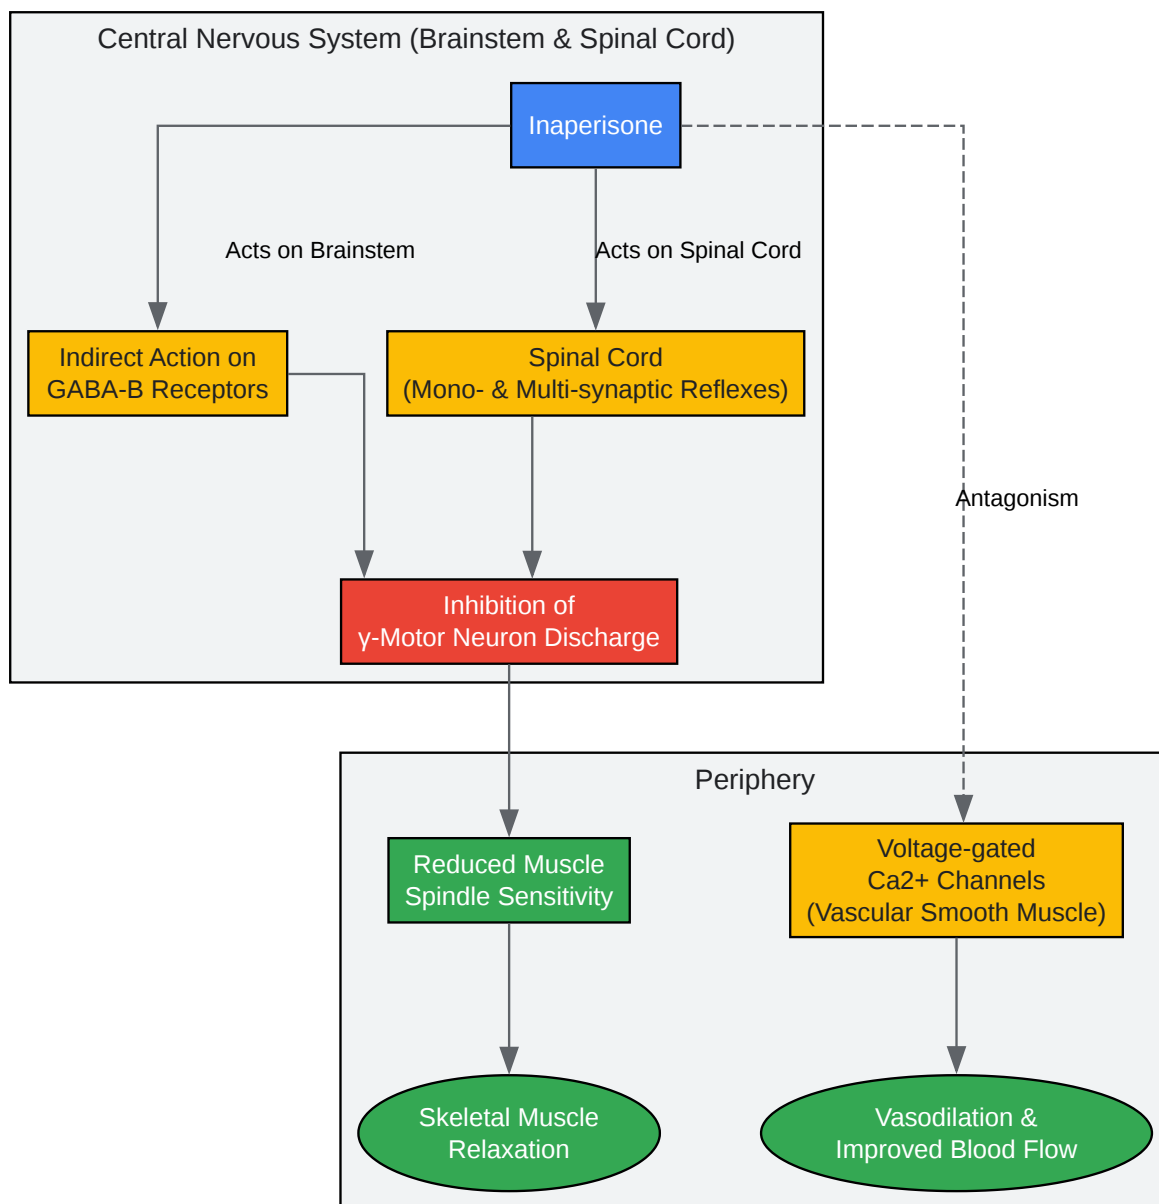 Central Nervous System (Brainstem & Spinal Cord)
Inaperisone
Acts on Brainstem
Acts on Spinal Cord
Indirect Action on
GABA-B Receptors
Spinal Cord
(Mono- & Multi-synaptic Reflexes)
Antagonism
Inhibition of
γ-Motor Neuron Discharge
Periphery
Reduced Muscle
Spindle Sensitivity
Voltage-gated
Ca2+ Channels
(Vascular Smooth Muscle)
Skeletal Muscle
Relaxation
Vasodilation &
Improved Blood Flow